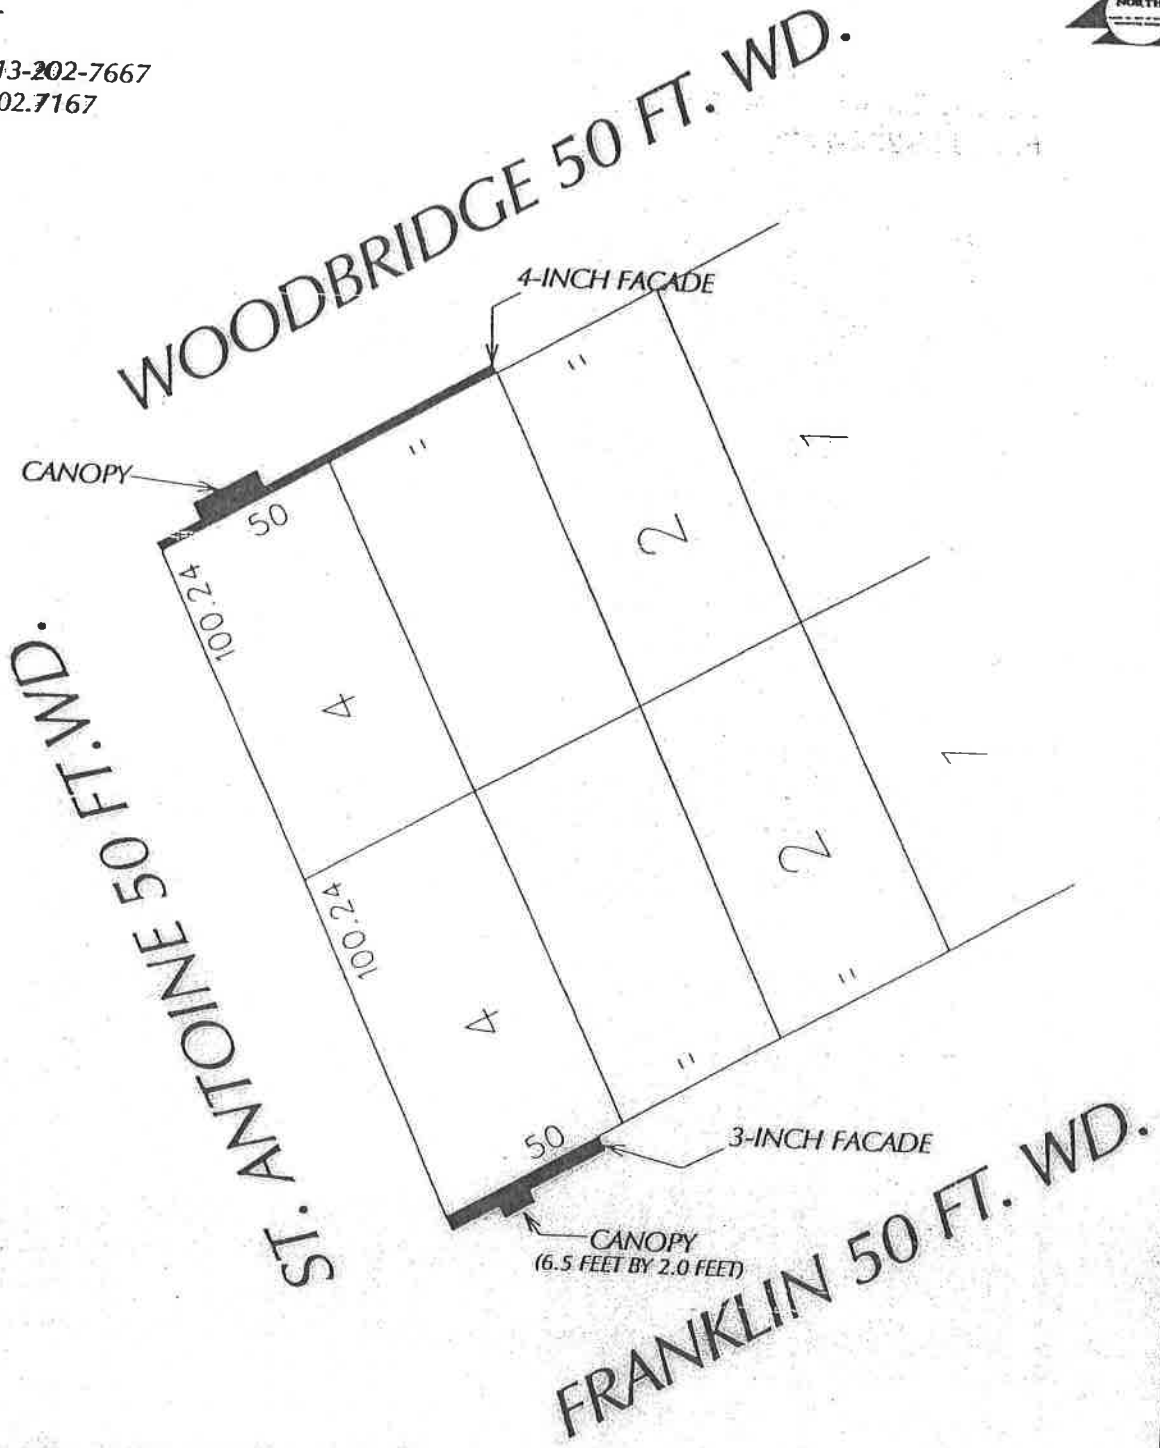 13-202-7667
02.7167
NORTH
WOODBRIDGE 50 FT. WD.
4-INCH FACADE
CANOPY
"
"
50
100.24
4
2
1
ST. ANTOINE 50 FT.WD.
100.24
4
2
1
50
"
"
3-INCH FACADE
CANOPY
(6.5 FEET BY 2.0 FEET)
FRANKLIN 50 FT. WD.